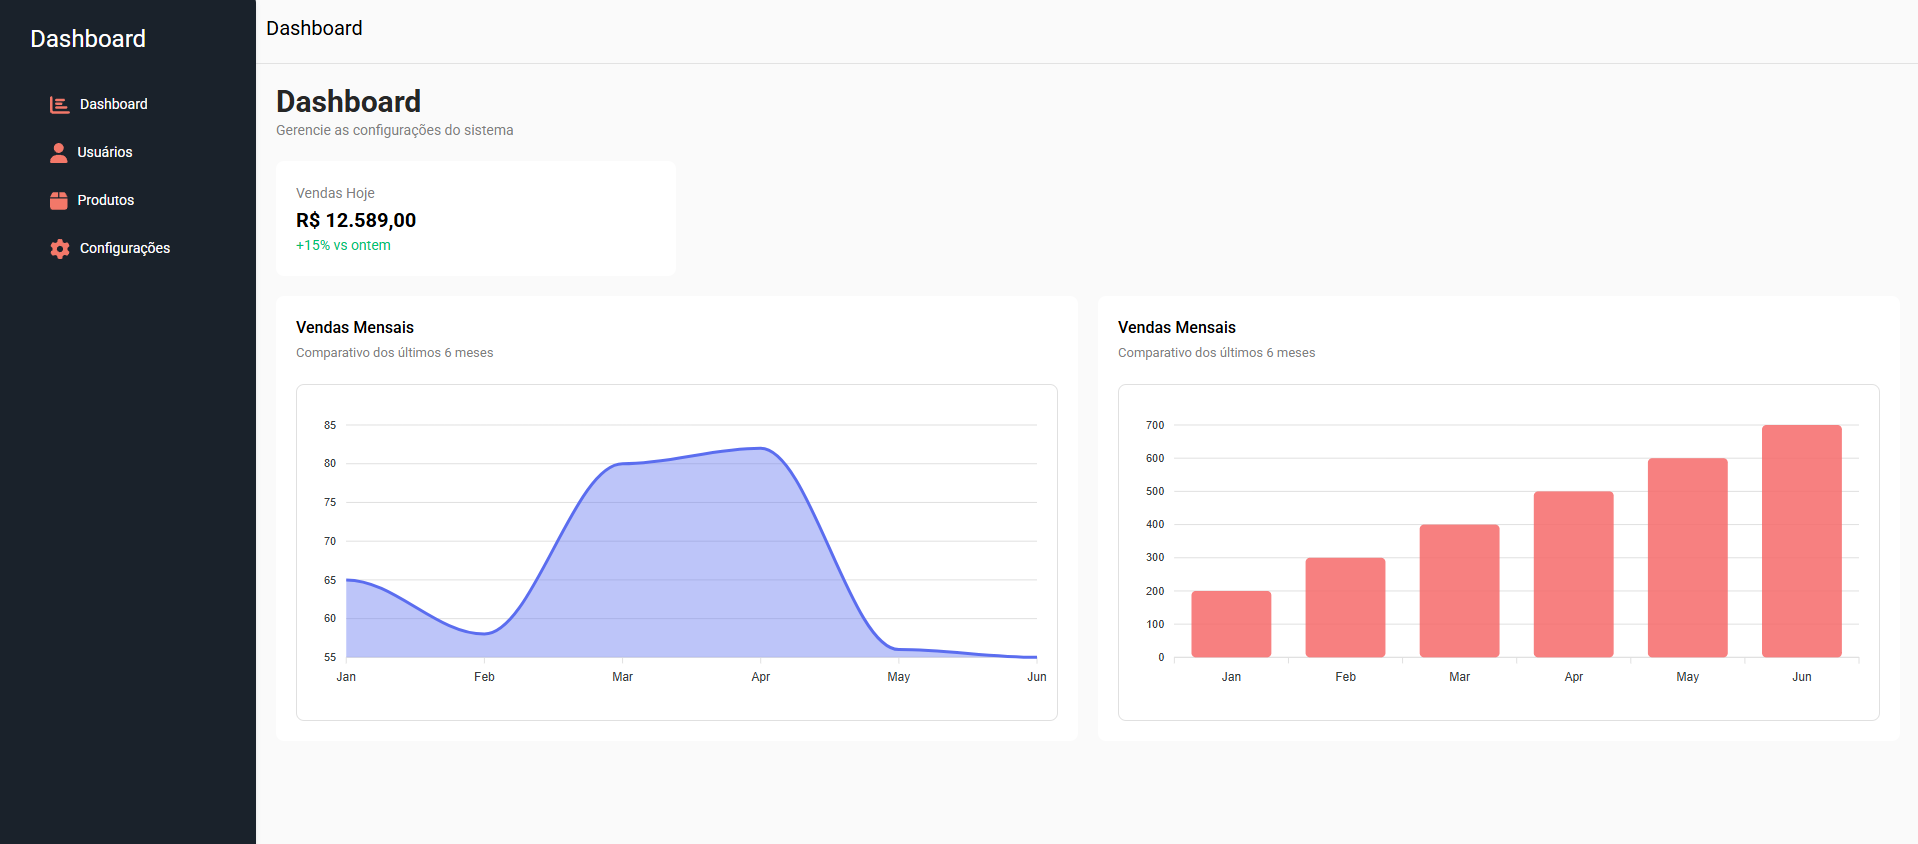 Dashboard
Dashboard
Usuários
Produtos
Configurações
Dashboard
Dashboard
Gerencie as configurações do sistema
Vendas Hoje
R$ 12.589,00
+15% vs ontem
Vendas Mensais
Comparativo dos últimos 6 meses
85
80
75
70
65
60
55
Jan Feb Mar Apr May Jun
Vendas Mensais
Comparativo dos últimos 6 meses
700
600
500
400
300
200
100
0
Jan Feb Mar Apr May Jun